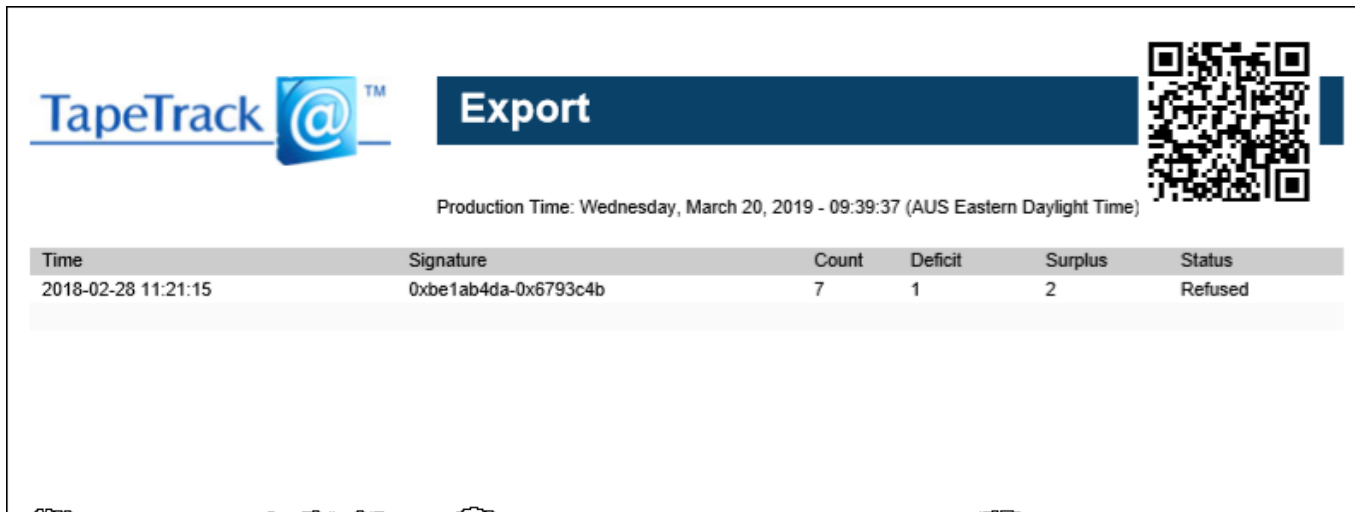 TapeTrack @ TM
Export
Production Time: Wednesday, March 20, 2019 - 09:39:37 (AUS Eastern Daylight Time)
Time Signature Count Deficit Surplus Status
2018-02-28 11:21:15 0xbe1ab4da-0x6793c4b 7 1 2 Refused